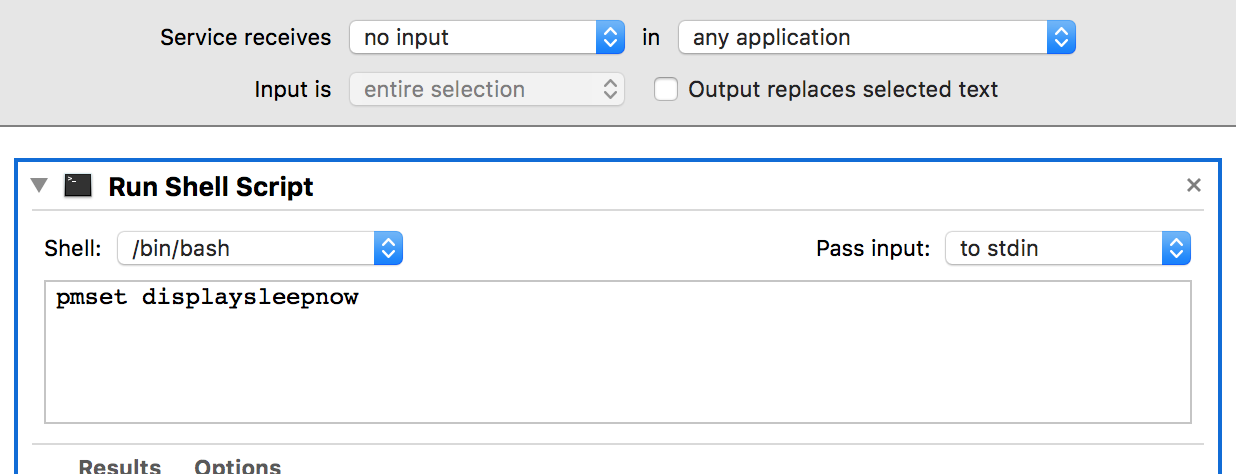 Service receives no input in any application
Input is entire selection Output replaces selected text
Run Shell Script
Shell: /bin/bash Pass input: to stdin
pmset displaysleepnow
Results Options